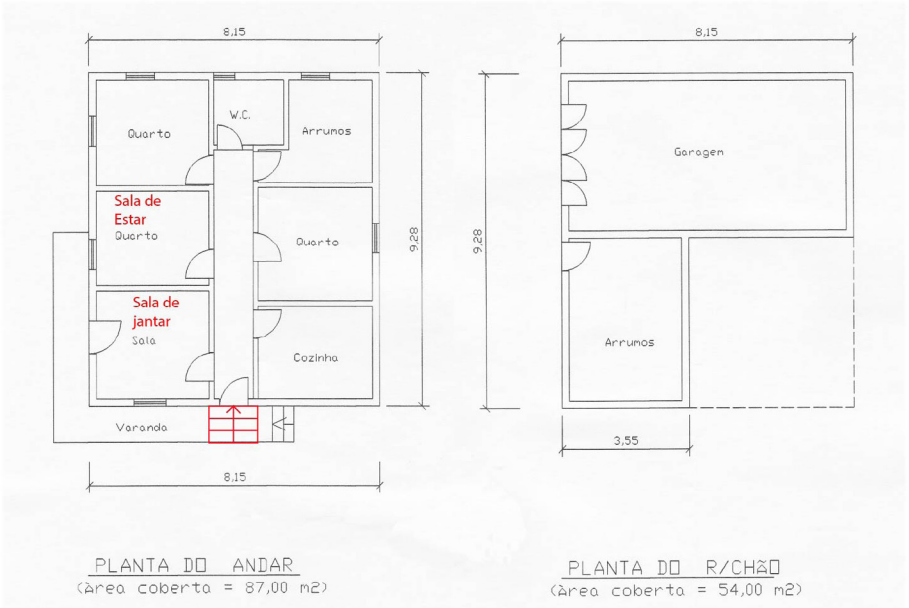 8,15
W.C.
Quarto
Arrumos
Sala de
Estar
Quarto
Quarto
9,28
Sala de
jantar
Sala
Cozinha
Varanda
8,15
PLANTA DO ANDAR
(Àrea coberta = 87,00 m2)
8,15
Garagem
9,28
Arrumos
3,55
PLANTA DO R/CHÃO
(Àrea coberta = 54,00 m2)